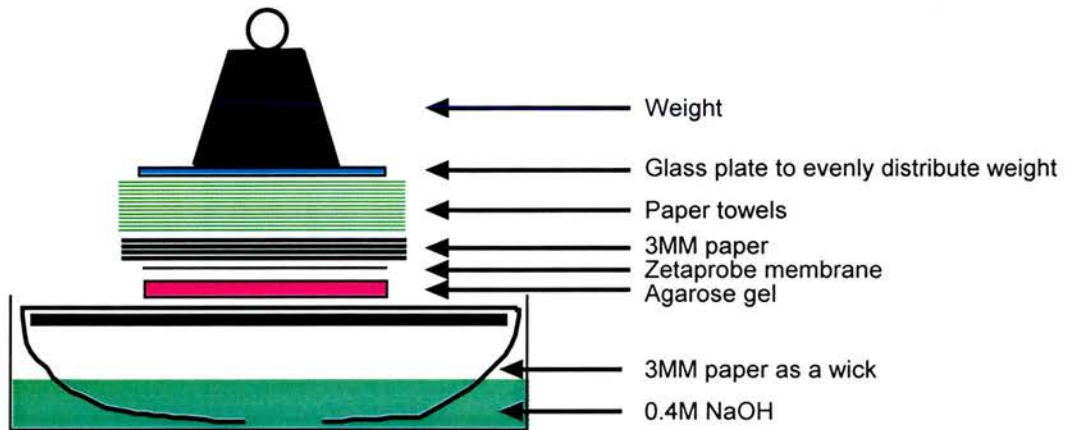 Weight
Glass plate to evenly distribute weight
Paper towels
3MM paper
Zetaprobe membrane
Agarose gel
3MM paper as a wick
0.4M NaOH